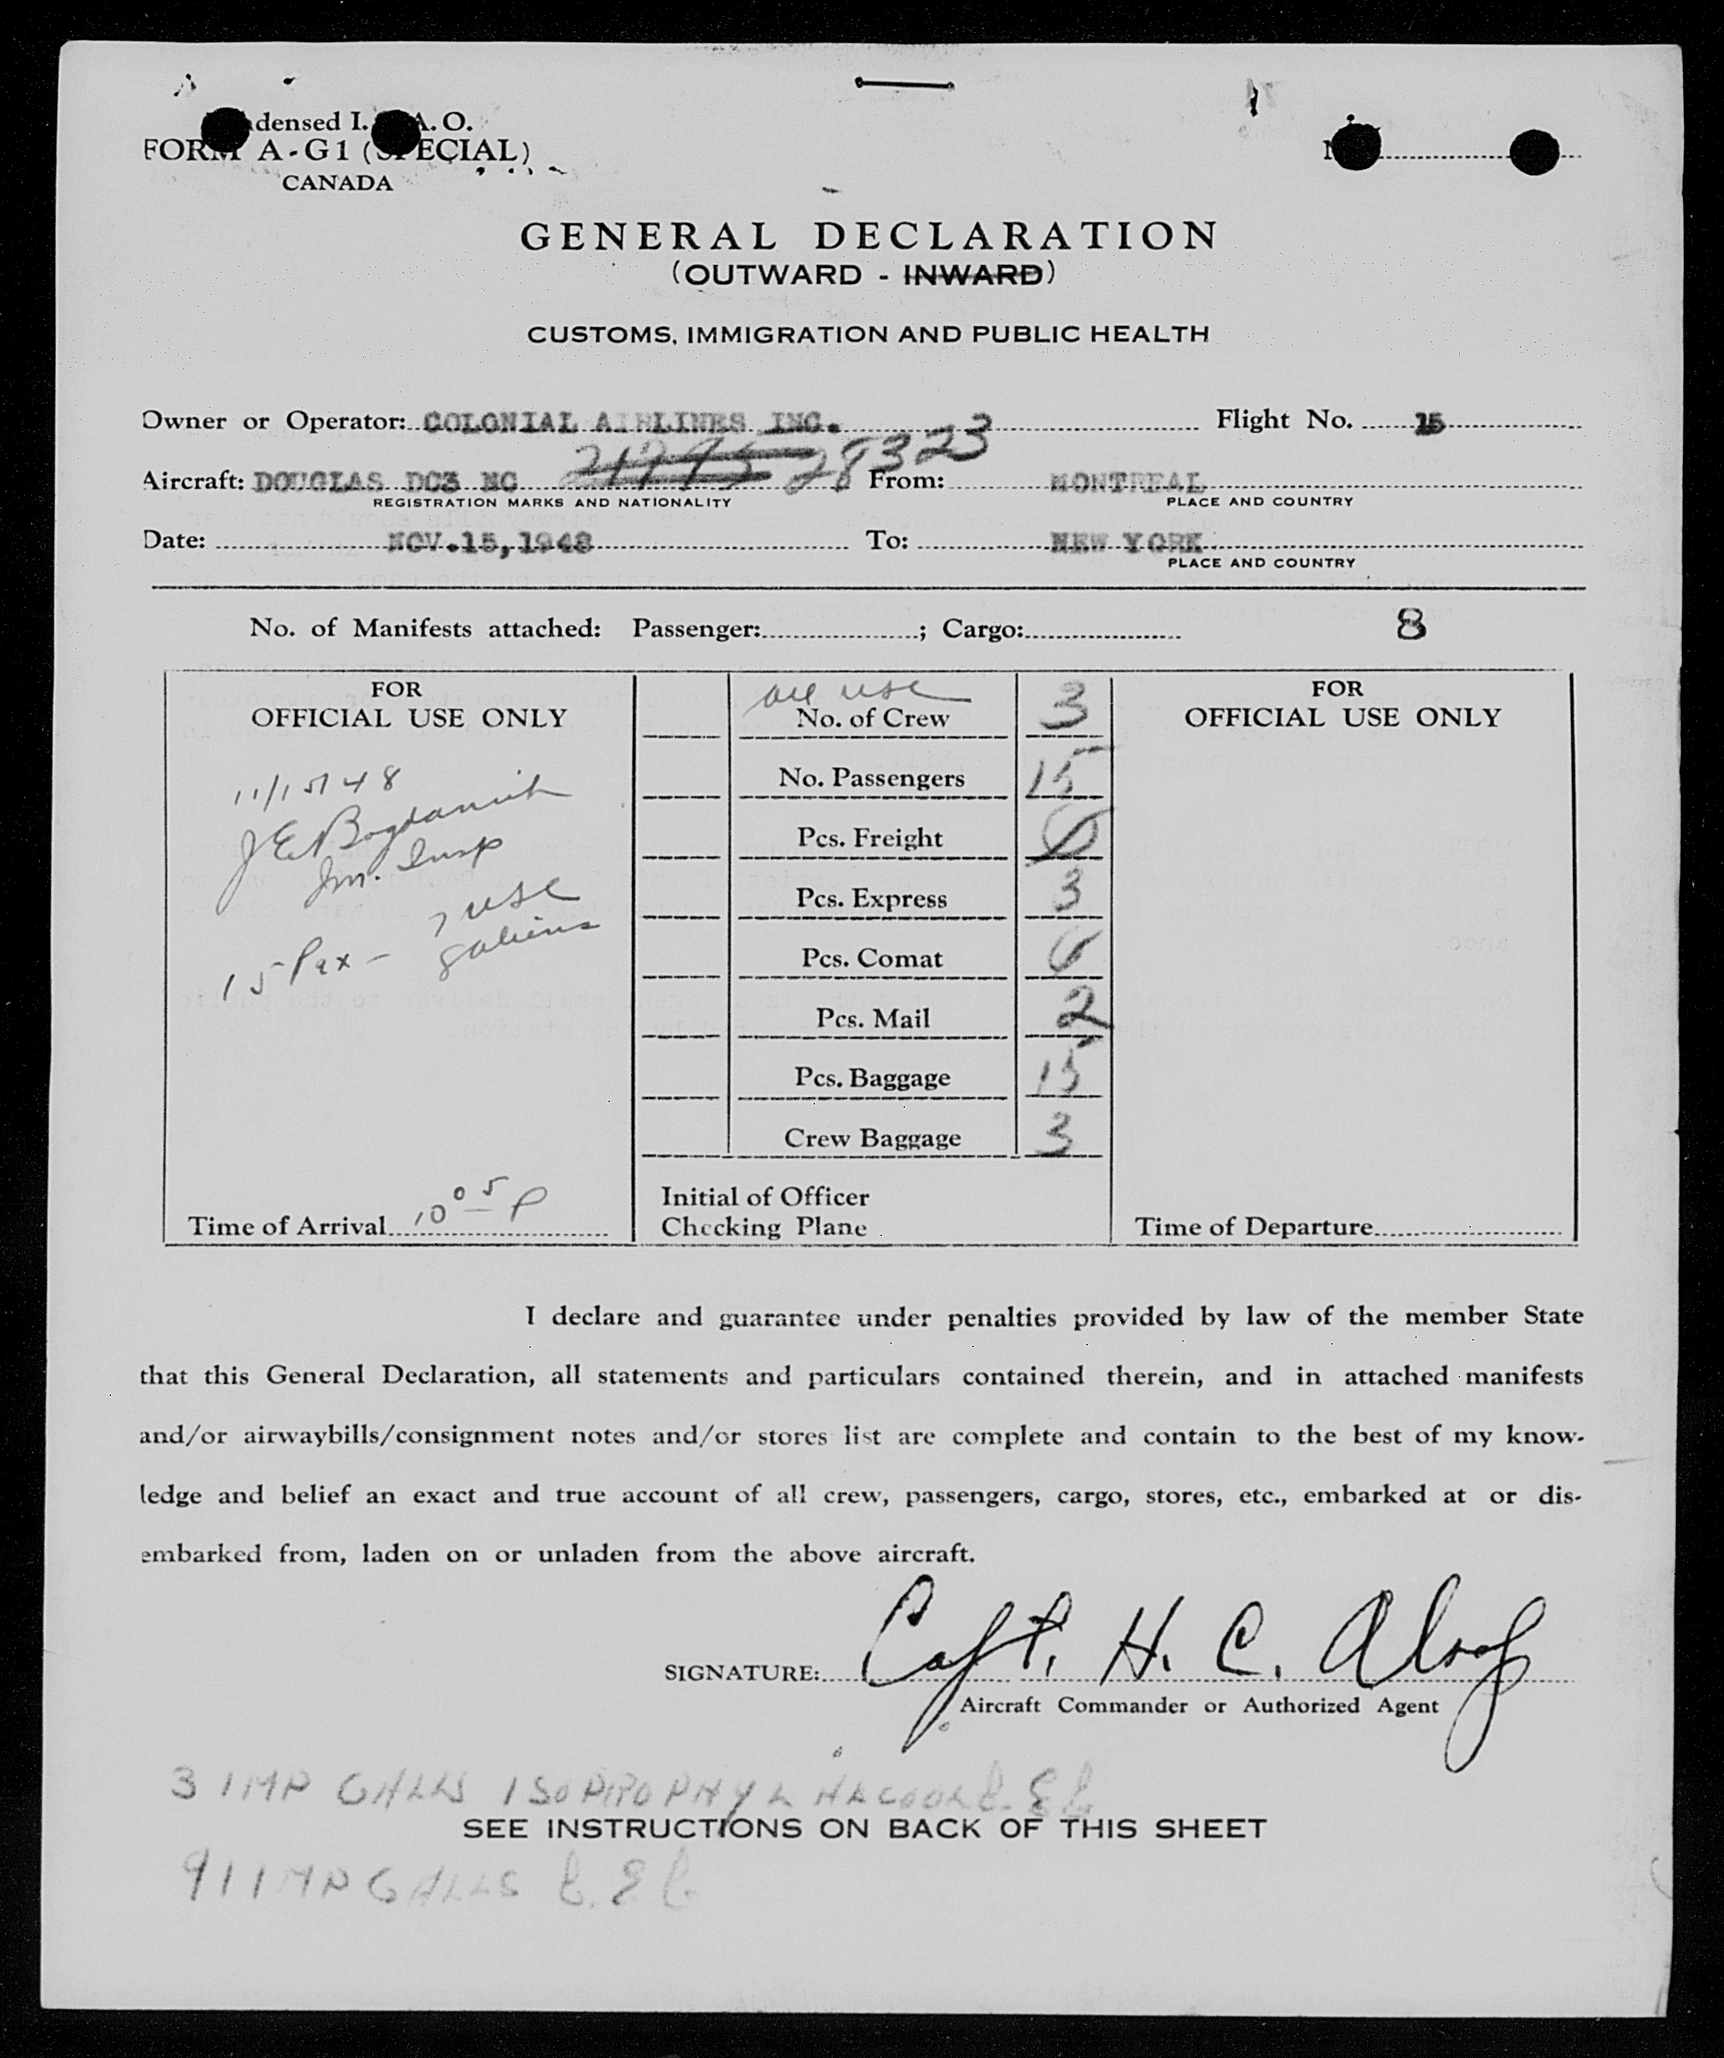 densed I. A. O.
FORM A-G1 (SPECIAL)
CANADA
GENERAL DECLARATION
(OUTWARD - INWARD)
CUSTOMS, IMMIGRATION AND PUBLIC HEALTH
Owner or Operator: COLONIAL AIRLINES INC. Flight No. 15
Aircraft: DOUGLAS DC3 NC 28323 From: MONTREAL
REGISTRATION MARKS AND NATIONALITY PLACE AND COUNTRY
Date: NOV.15,1948 To: NEW YORK
PLACE AND COUNTRY
No. of Manifests attached: Passenger: ; Cargo: 8
FOR
OFFICIAL USE ONLY
11/15/48
J E Bogdanich
Im. Insp
15 Pax - 7 USC
8 aliens
Time of Arrival 10 05 P
all USC
No. of Crew 3
No. Passengers 15
Pcs. Freight 0
Pcs. Express 3
Pcs. Comat 0
Pcs. Mail 2
Pcs. Baggage 15
Crew Baggage 3
Initial of Officer
Checking Plane
FOR
OFFICIAL USE ONLY
Time of Departure
I declare and guarantee under penalties provided by law of the member State
that this General Declaration, all statements and particulars contained therein, and in attached manifests
and/or airwaybills/consignment notes and/or stores list are complete and contain to the best of my know-
ledge and belief an exact and true account of all crew, passengers, cargo, stores, etc., embarked at or dis-
embarked from, laden on or unladen from the above aircraft.
SIGNATURE: Capt. H. C. Alsop
Aircraft Commander or Authorized Agent
3 IMP GALLS ISOPROPHYL
SEE INSTRUCTIONS ON BACK OF THIS SHEET
91 IMP GALLS